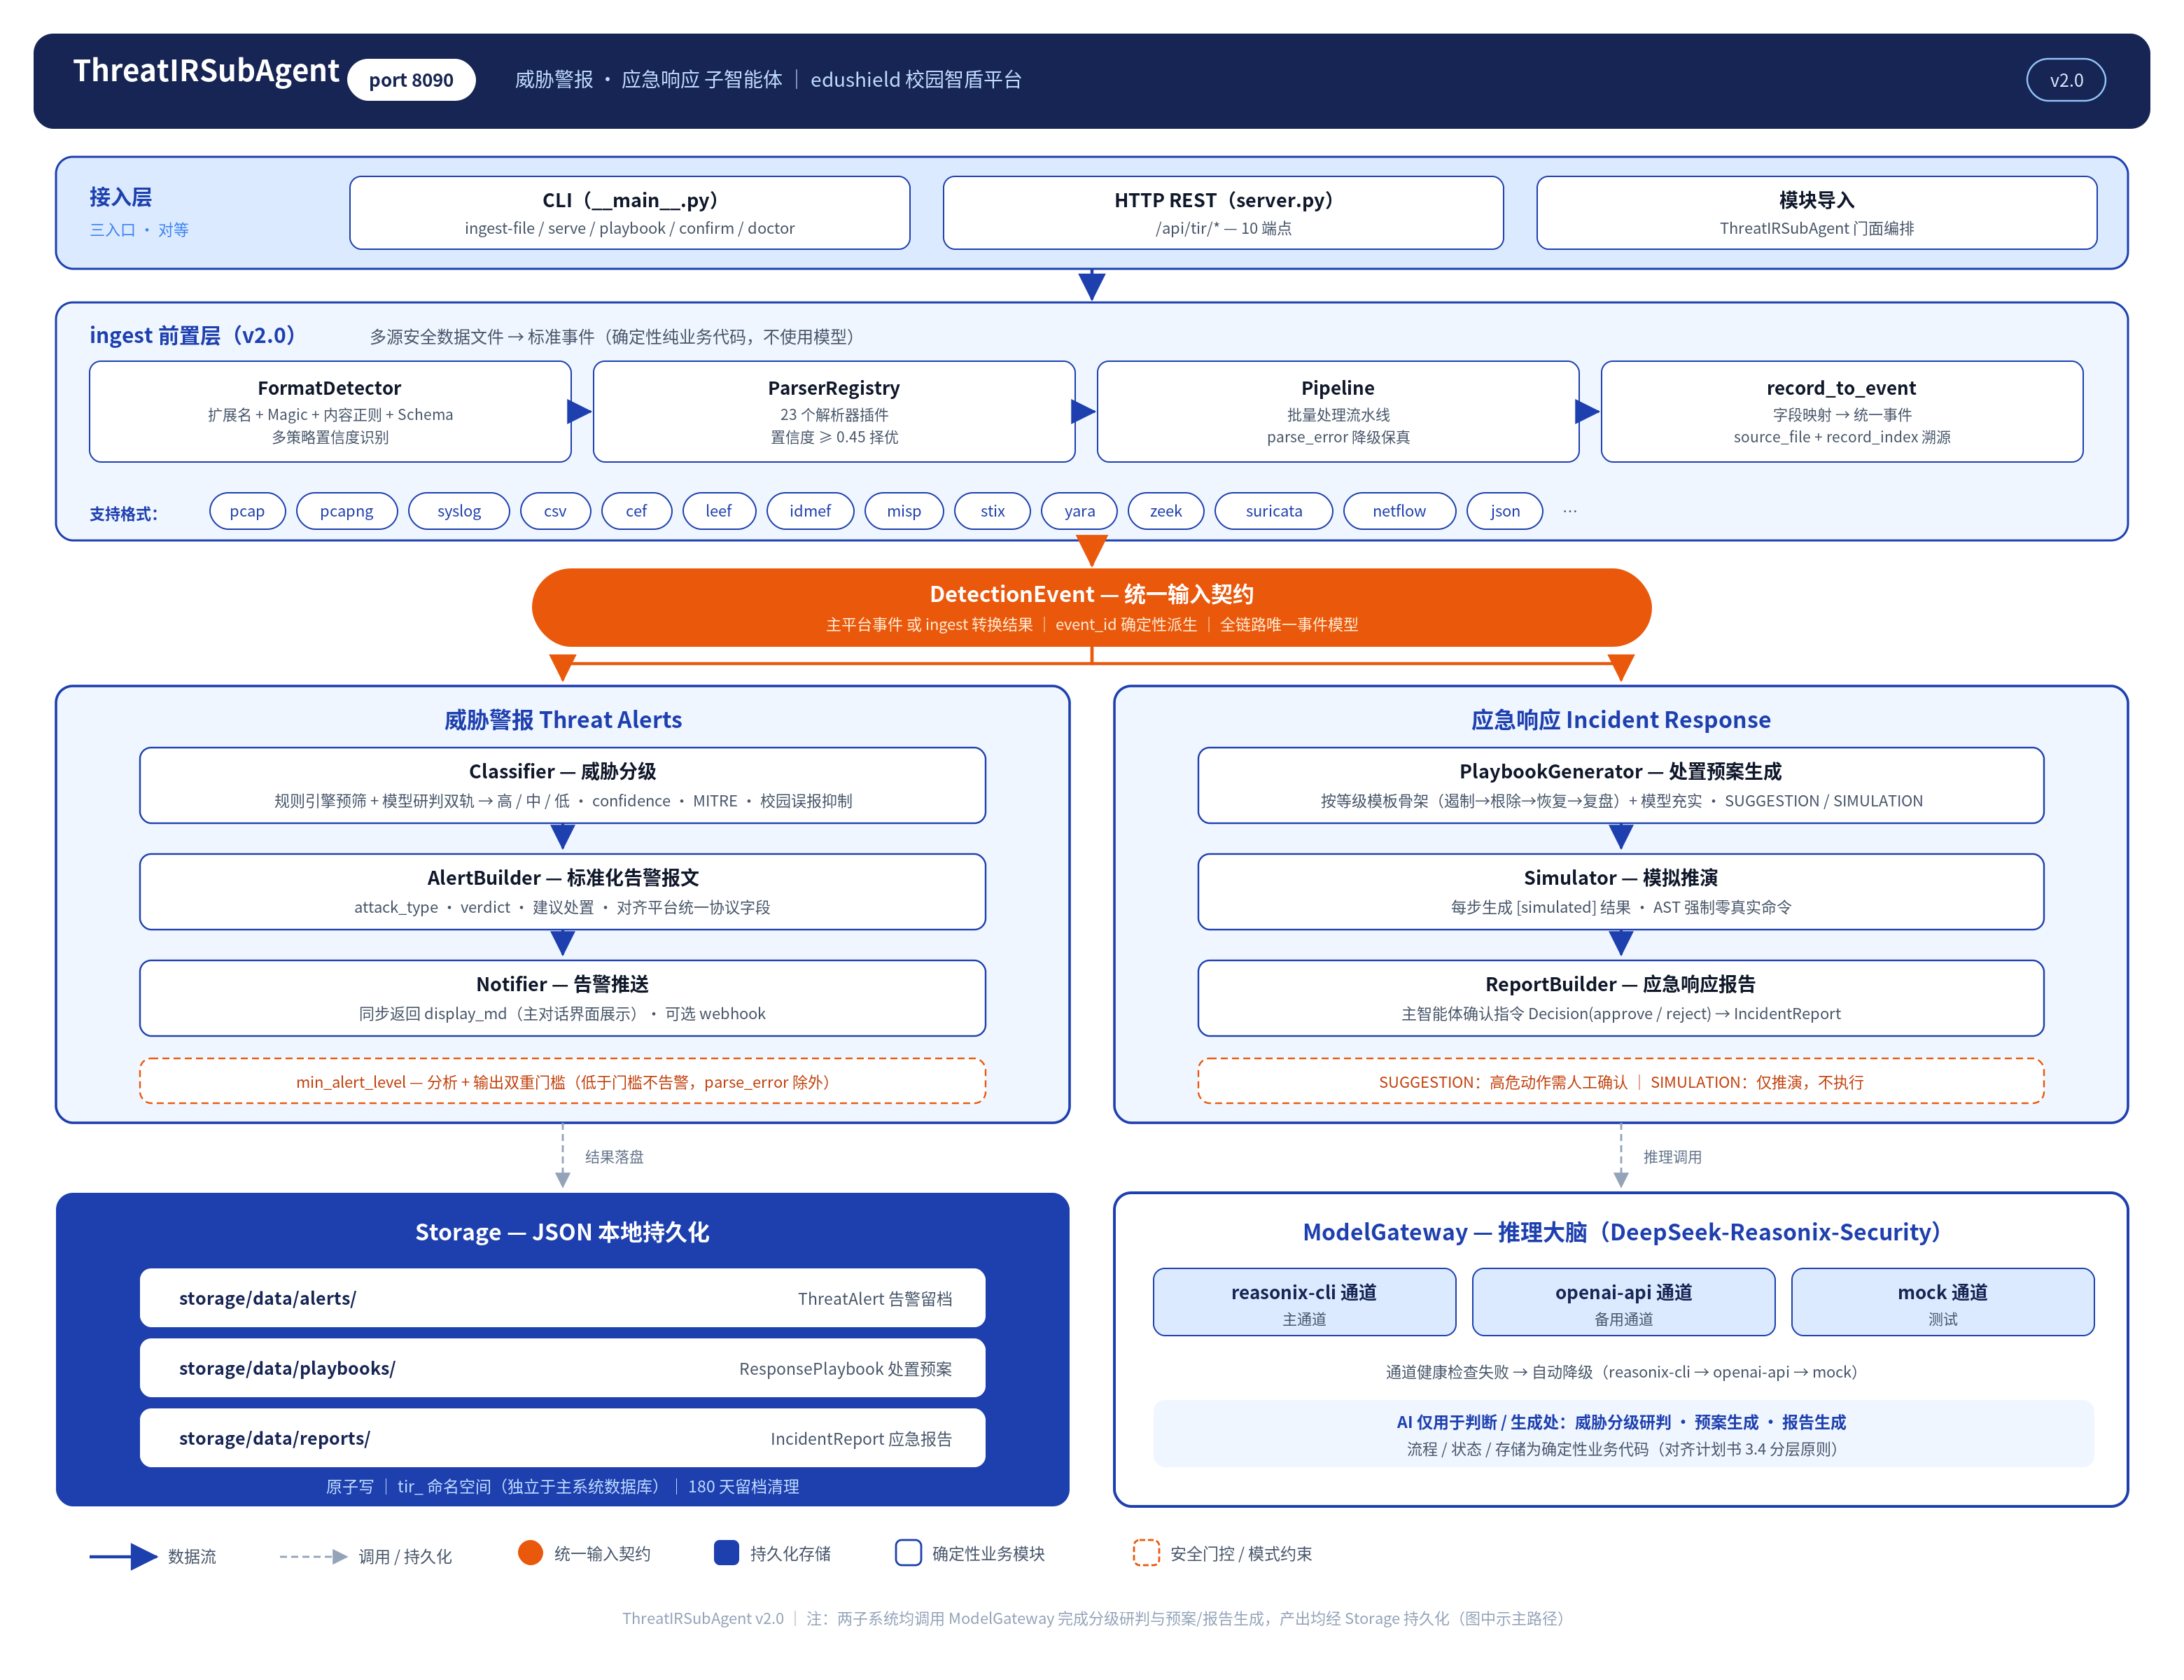 ThreatIRSubAgent port 8090 威胁警报 · 应急响应 子智能体 | edushield 校园智盾平台 v2.0
接入层
三入口 · 对等
CLI（__main__.py）
ingest-file / serve / playbook / confirm / doctor
HTTP REST（server.py）
/api/tir/* — 10 端点
模块导入
ThreatIRSubAgent 门面编排
ingest 前置层（v2.0） 多源安全数据文件 → 标准事件（确定性纯业务代码，不使用模型）
FormatDetector
扩展名 + Magic + 内容正则 + Schema
多策略置信度识别
ParserRegistry
23 个解析器插件
置信度 ≥ 0.45 择优
Pipeline
批量处理流水线
parse_error 降级保真
record_to_event
字段映射 → 统一事件
source_file + record_index 溯源
支持格式： pcap pcapng syslog csv cef leef idmef misp stix yara zeek suricata netflow json ...
DetectionEvent — 统一输入契约
主平台事件 或 ingest 转换结果 | event_id 确定性派生 | 全链路唯一事件模型
威胁警报 Threat Alerts
Classifier — 威胁分级
规则引擎预筛 + 模型研判双轨 → 高 / 中 / 低 · confidence · MITRE · 校园误报抑制
AlertBuilder — 标准化告警报文
attack_type · verdict · 建议处置 · 对齐平台统一协议字段
Notifier — 告警推送
同步返回 display_md（主对话界面展示） · 可选 webhook
min_alert_level — 分析 + 输出双重门槛（低于门槛不告警，parse_error 除外）
应急响应 Incident Response
PlaybookGenerator — 处置预案生成
按等级模板骨架（遏制→根除→恢复→复盘）+ 模型充实 · SUGGESTION / SIMULATION
Simulator — 模拟推演
每步生成 [simulated] 结果 · AST 强制零真实命令
ReportBuilder — 应急响应报告
主智能体确认指令 Decision(approve / reject) → IncidentReport
SUGGESTION：高危动作需人工确认 | SIMULATION：仅推演，不执行
结果落盘
推理调用
Storage — JSON 本地持久化
storage/data/alerts/ ThreatAlert 告警留档
storage/data/playbooks/ ResponsePlaybook 处置预案
storage/data/reports/ IncidentReport 应急报告
原子写 | tir_ 命名空间（独立于主系统数据库） | 180 天留档清理
ModelGateway — 推理大脑（DeepSeek-Reasonix-Security）
reasonix-cli 通道
主通道
openai-api 通道
备用通道
mock 通道
测试
通道健康检查失败 → 自动降级（reasonix-cli → openai-api → mock）
AI 仅用于判断 / 生成处：威胁分级研判 · 预案生成 · 报告生成
流程 / 状态 / 存储为确定性业务代码（对齐计划书 3.4 分层原则）
数据流 调用 / 持久化 统一输入契约 持久化存储 确定性业务模块 安全门控 / 模式约束
ThreatIRSubAgent v2.0 | 注：两子系统均调用 ModelGateway 完成分级研判与预案/报告生成，产出均经 Storage 持久化（图中示主路径）